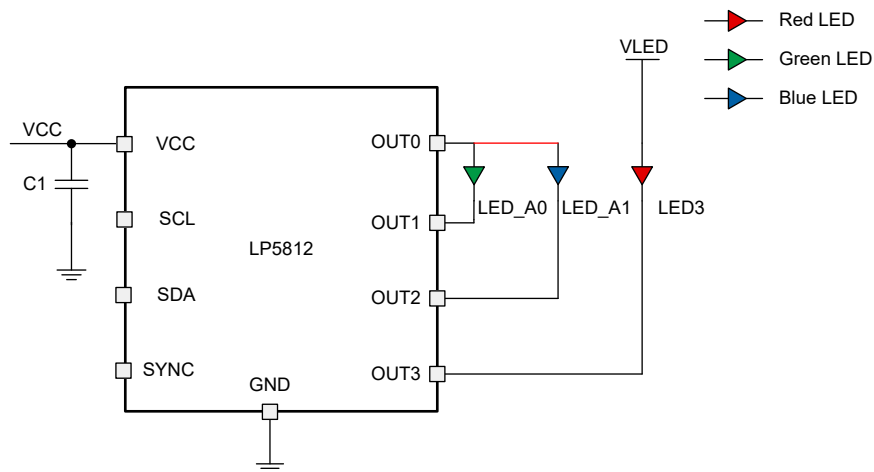 Red LED
VLED
Green LED
Blue LED
VCC
VCC
OUT0
C1
LED_A0
LED_A1
LED3
SCL
OUT1
LP5812
SDA
OUT2
SYNC
OUT3
GND